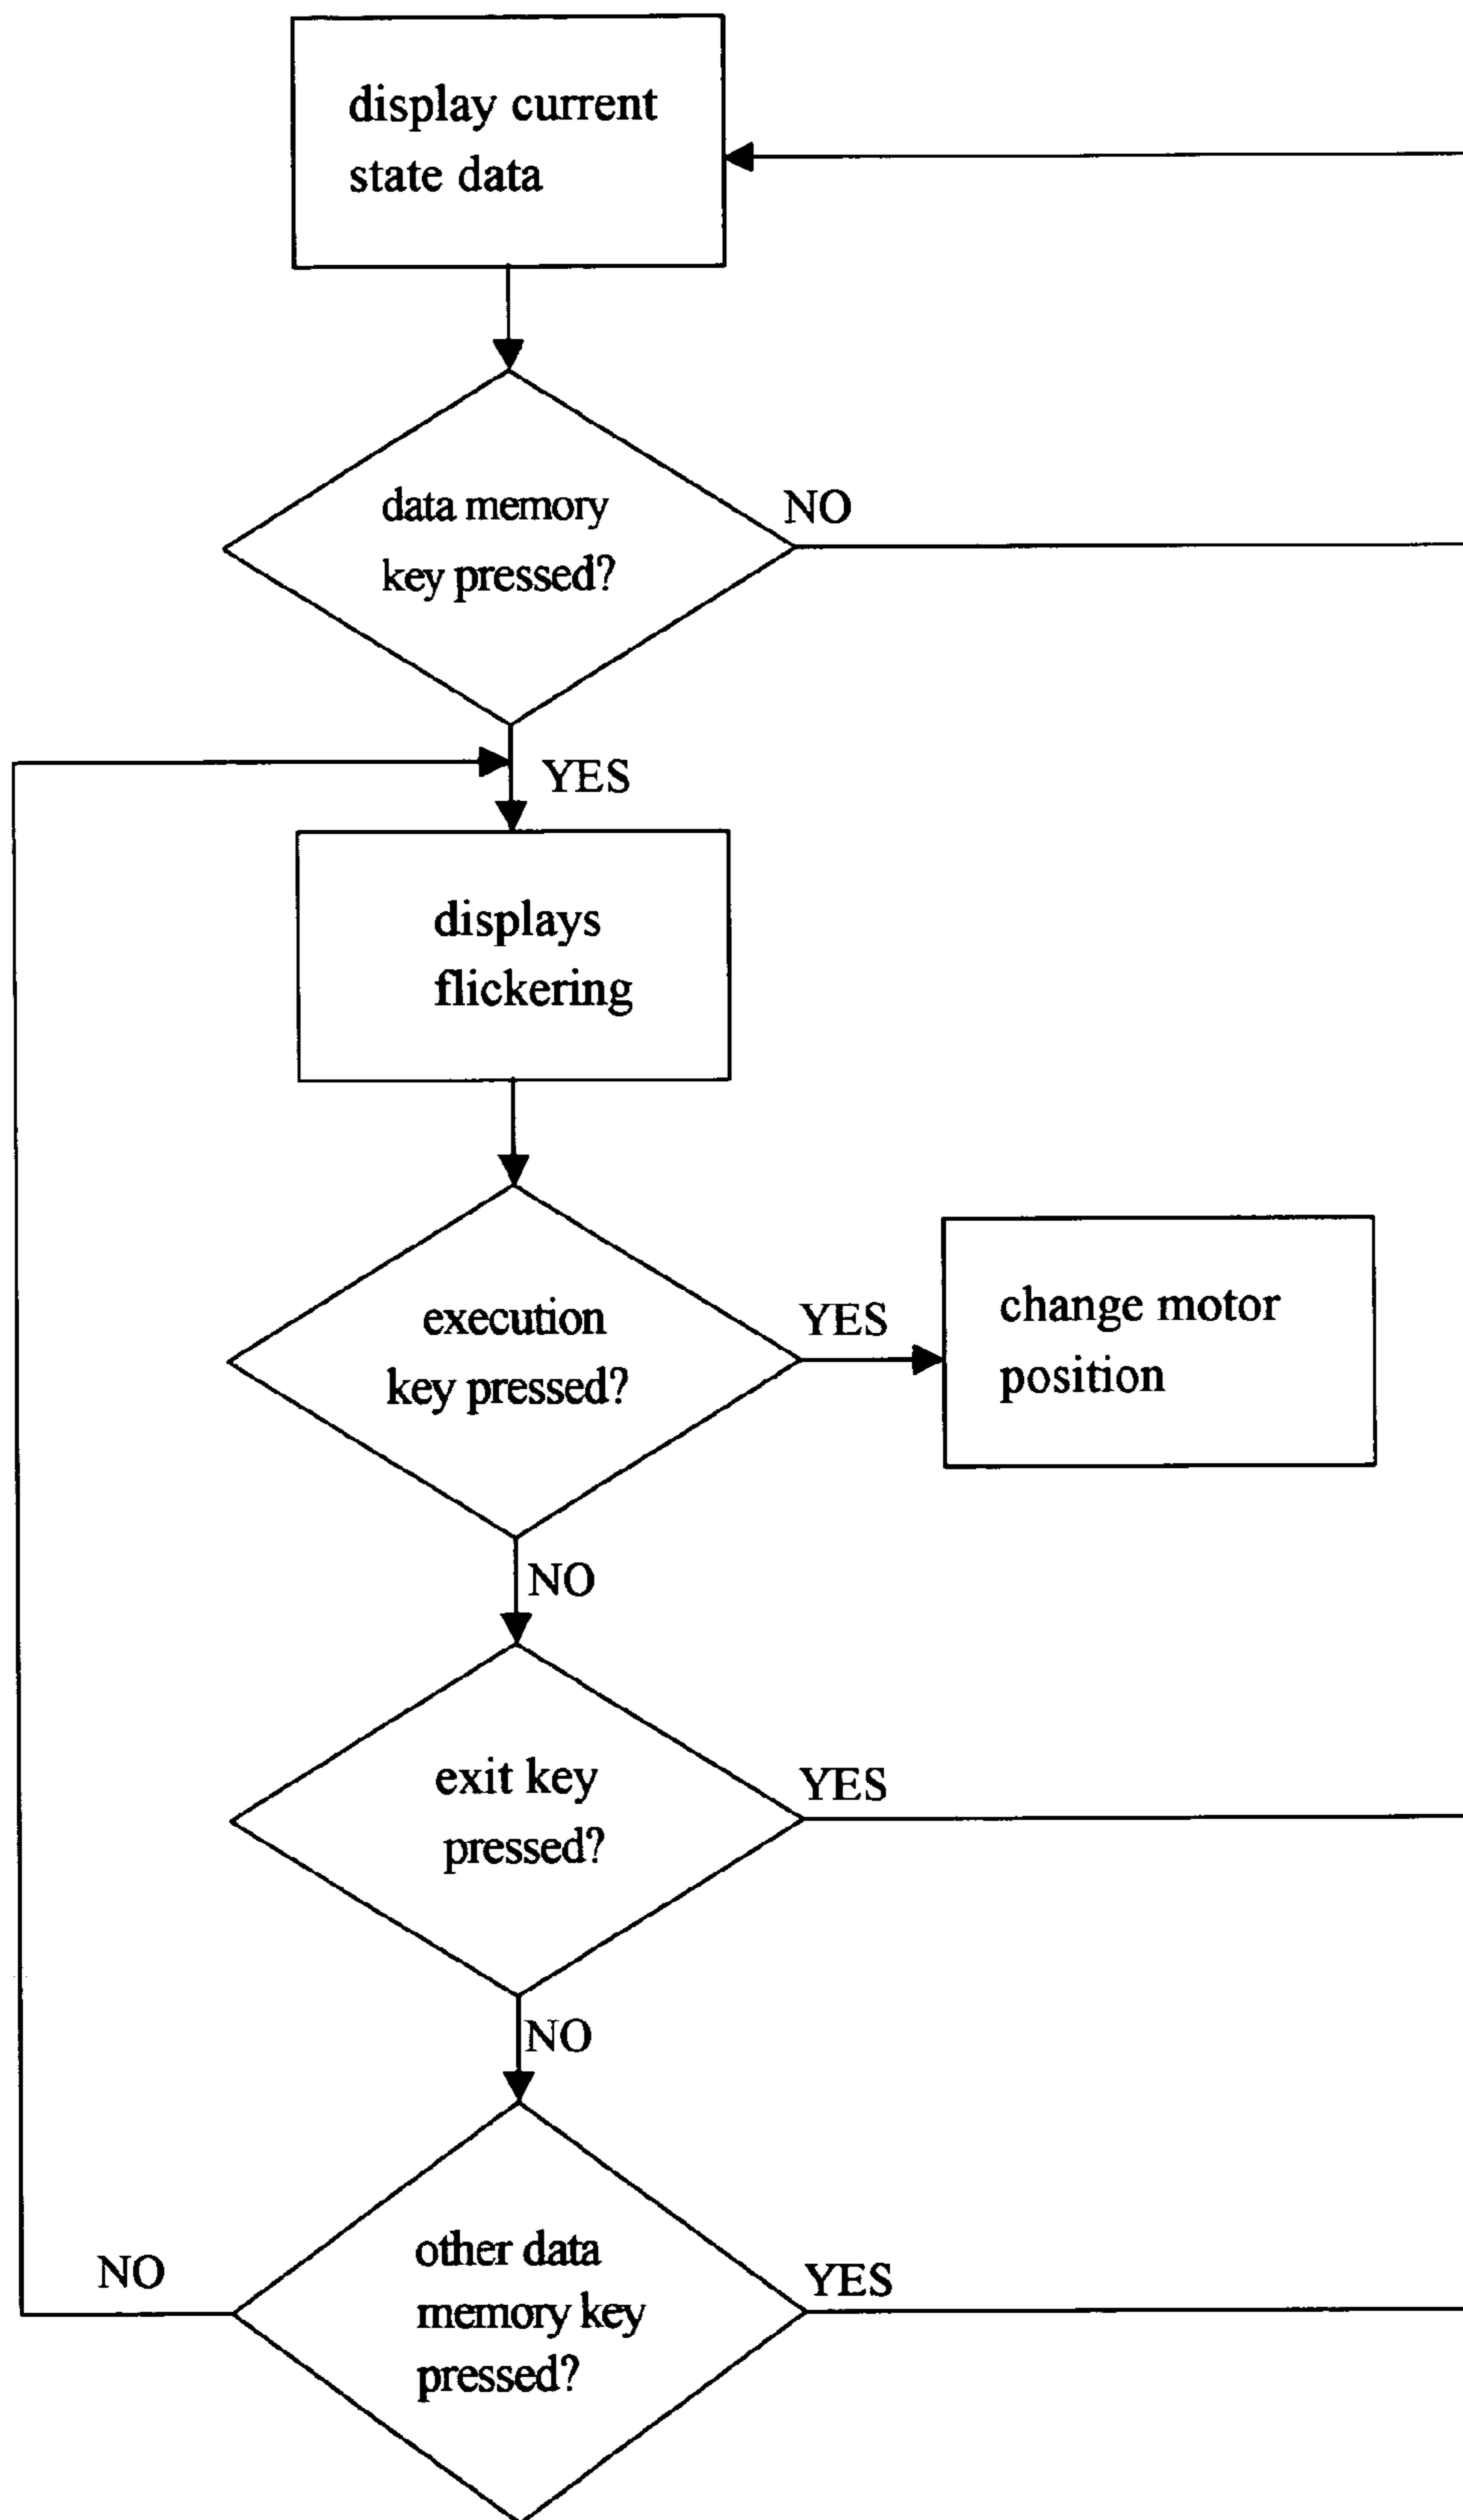 display current
state data
data memory
key pressed?
NO
YES
displays
flickering
execution
key pressed?
YES
change motor
position
NO
exit key
pressed?
YES
NO
other data
memory key
pressed?
NO
YES